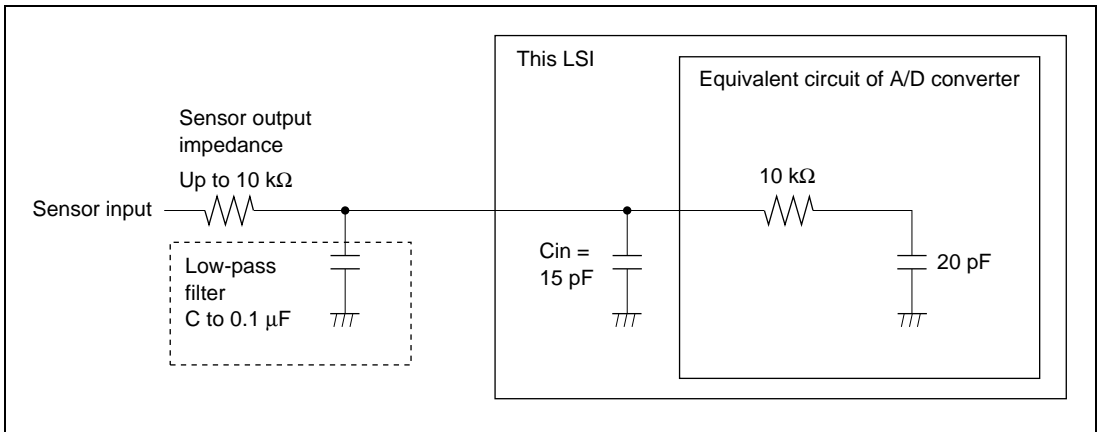 This LSI
Equivalent circuit of A/D converter
Sensor output
impedance
Up to 10 kΩ
10 kΩ
Sensor input
Low-pass
filter
C to 0.1 μF
Cin =
15 pF
20 pF